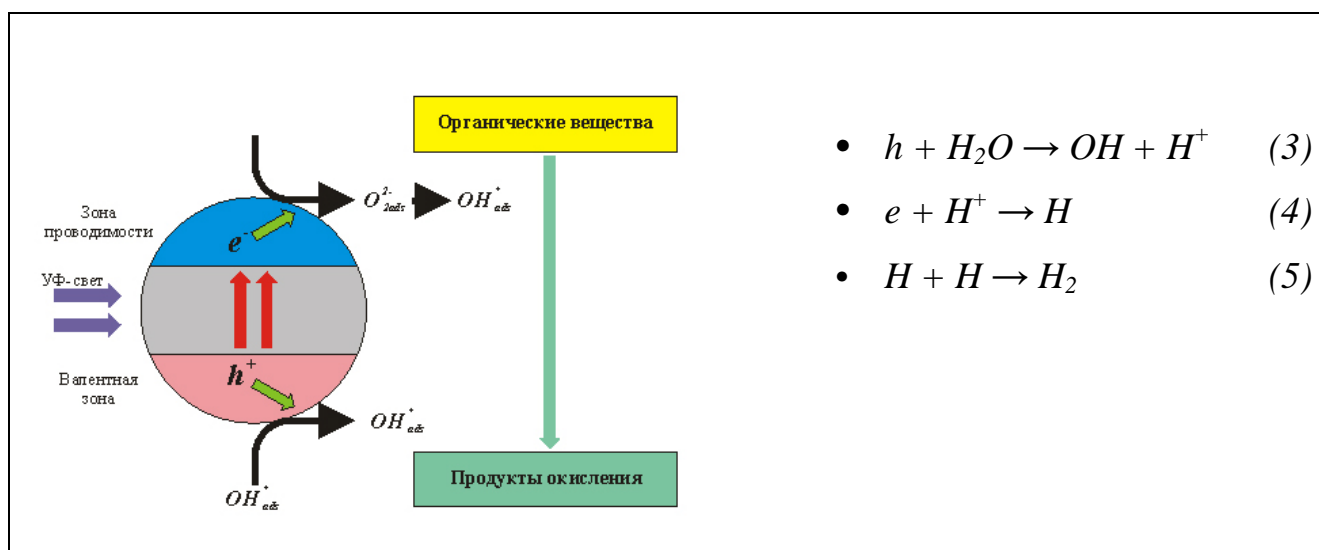 Органические вещества
O²⁻₂ads → OH⁺ads
Зона
проводимости
e⁻
УФ-свет
h⁺
Валентная
зона
OH⁺ads
OH⁺ads
Продукты окисления
• h + H₂O → OH + H⁺ (3)
• e + H⁺ → H (4)
• H + H → H₂ (5)